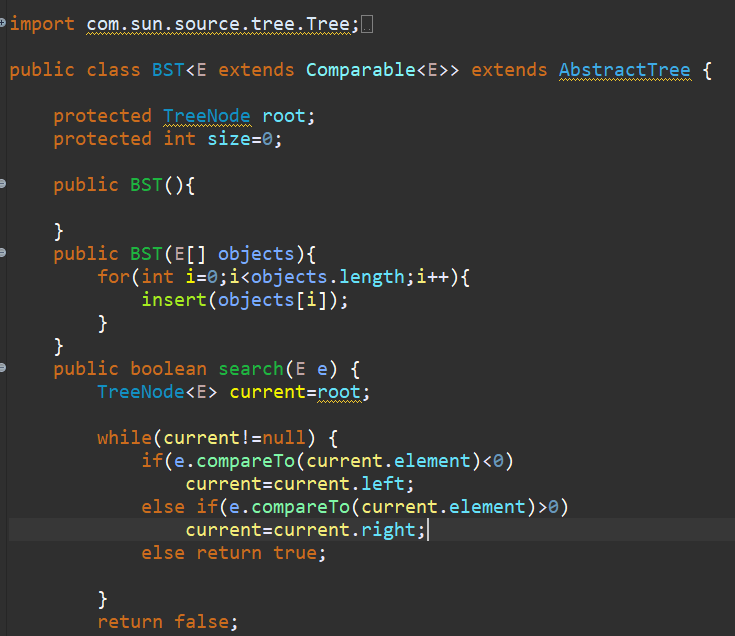 import com.sun.source.tree.Tree;
public class BST<E extends Comparable<E>> extends AbstractTree {
protected TreeNode root;
protected int size=0;
public BST(){
}
public BST(E[] objects){
for(int i=0;i<objects.length;i++){
insert(objects[i]);
}
}
public boolean search(E e) {
TreeNode<E> current=root;
while(current!=null) {
if(e.compareTo(current.element)<0)
current=current.left;
else if(e.compareTo(current.element)>0)
current=current.right;
else return true;
}
return false;